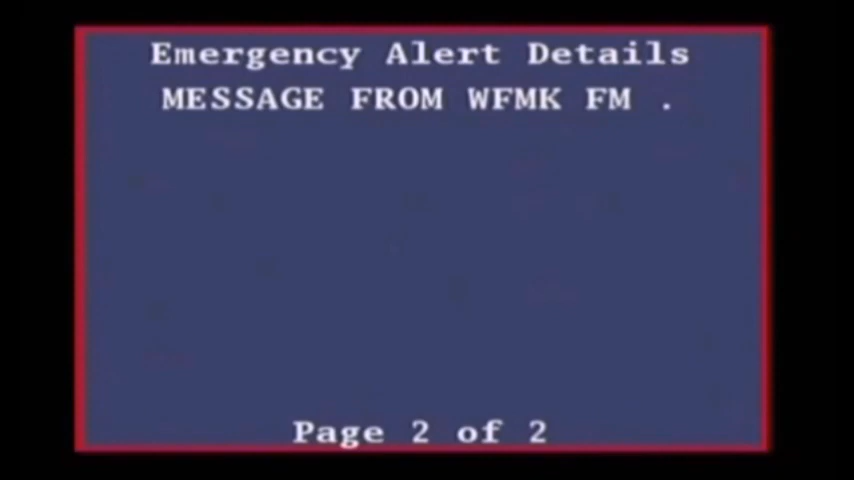 Emergency Alert Details
MESSAGE FROM WFMK FM .
Page 2 of 2